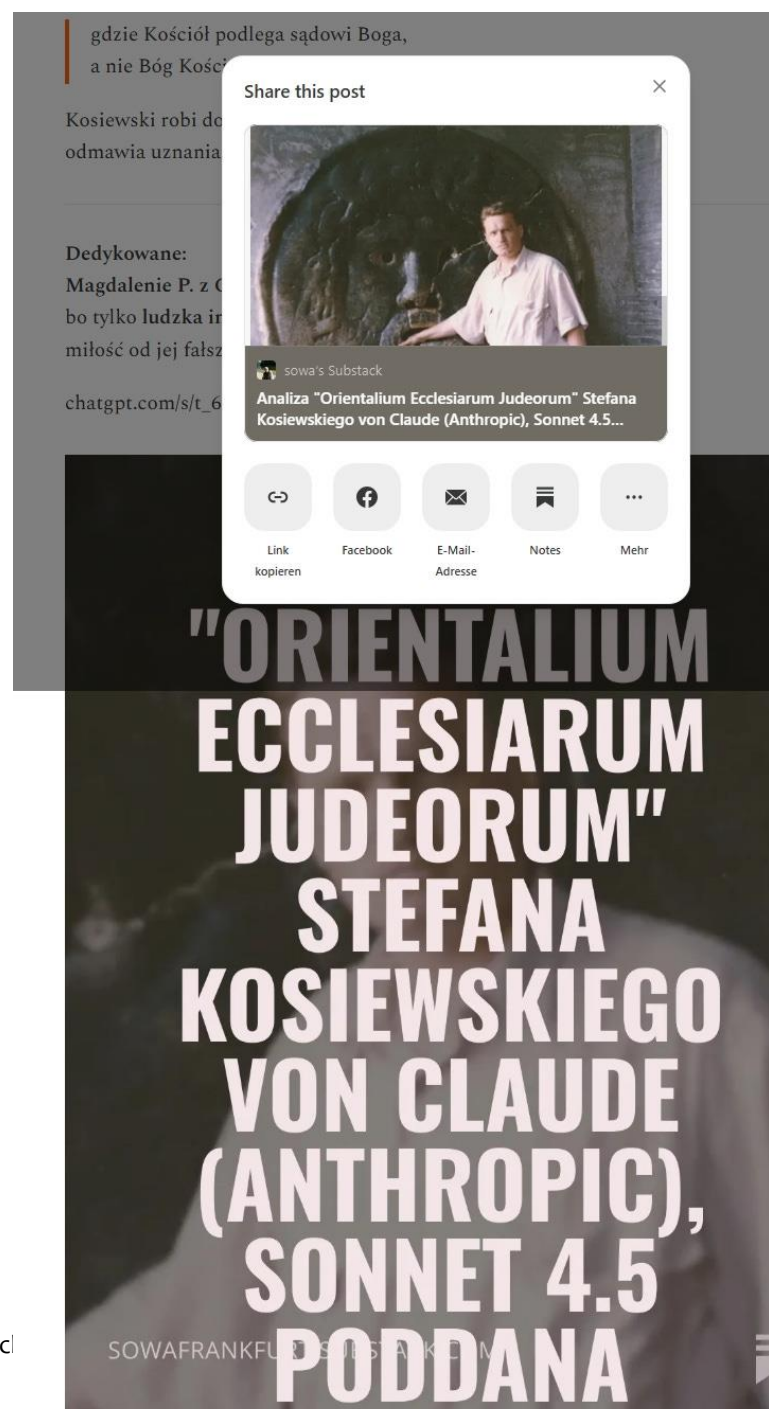 gdzie Kościół podlega sądowi Boga,
a nie Bóg
Kosiewski robi
odmawia uznania
Share this post
sowa's Substack
Analiza "Orientalium Ecclesiarum Judeorum" Stefana
Kosiewskiego von Claude (Anthropic), Sonnet 4.5...
Link
kopieren
Facebook
E-Mail-
Adresse
Notes
Mehr
Dedykowane:
Magdalenie P. z
bo tylko ludzka
miłość od jej
chatgpt.com/s/t_6
"ORIENTALIUM
ECCLESIARUM
JUDEORUM"
STEFANA
KOSIEWSKIEGO
VON CLAUDE
(ANTHROPIC),
SONNET 4.5
PODDANA